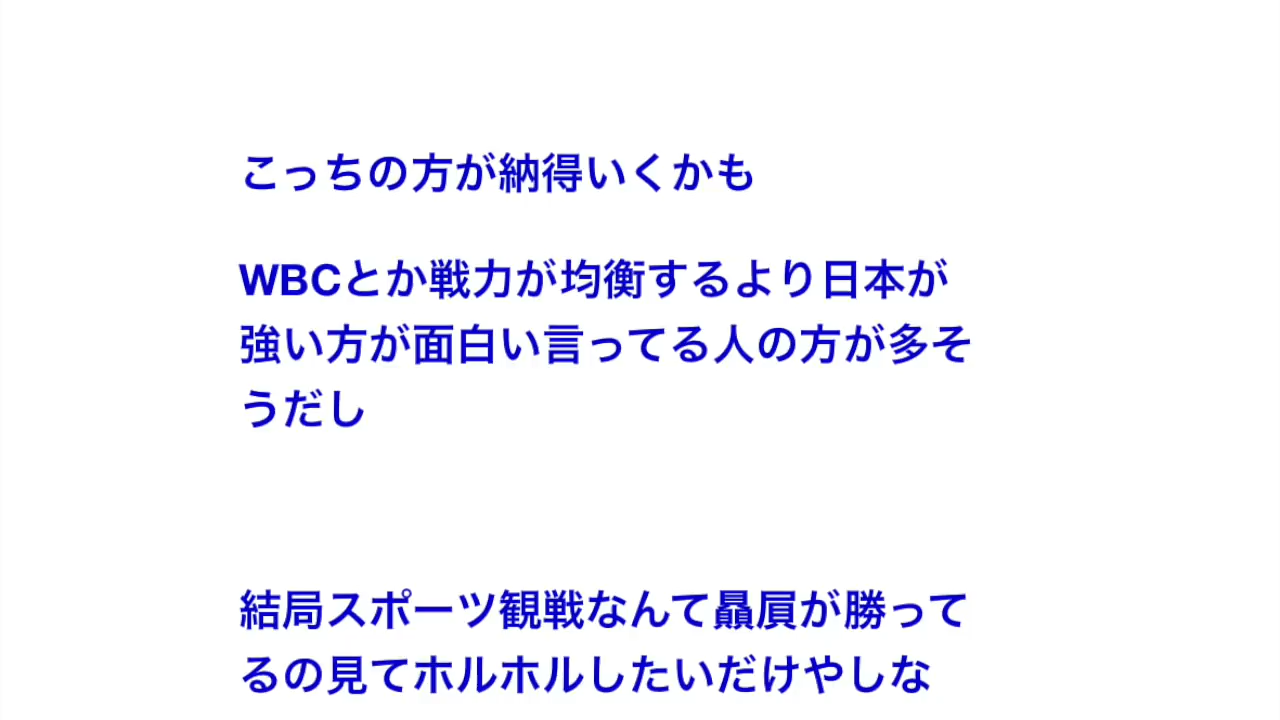 こっちの方が納得いくかも
WBCとか戦力が均衡するより日本が
強い方が面白い言ってる人の方が多そ
うだし
結局スポーツ観戦なんて贔屓が勝って
るの見てホルホルしたいだけやしな